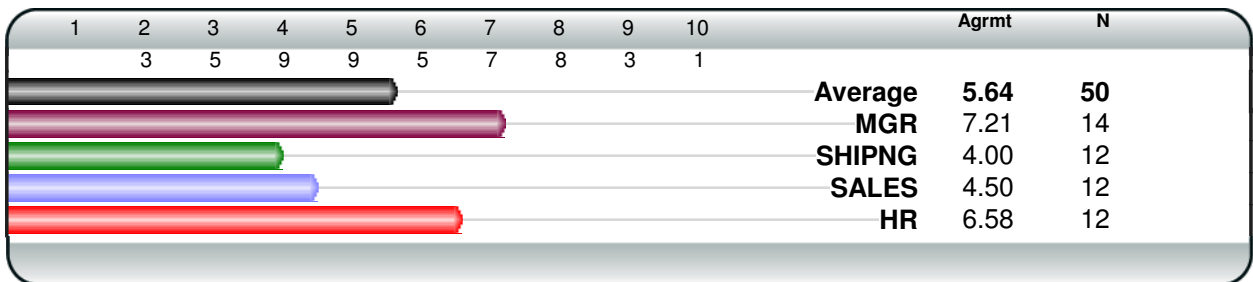 1 2 3 4 5 6 7 8 9 10 Agrmt N
3 5 9 9 5 7 8 3 1
Average 5.64 50
MGR 7.21 14
SHIPNG 4.00 12
SALES 4.50 12
HR 6.58 12